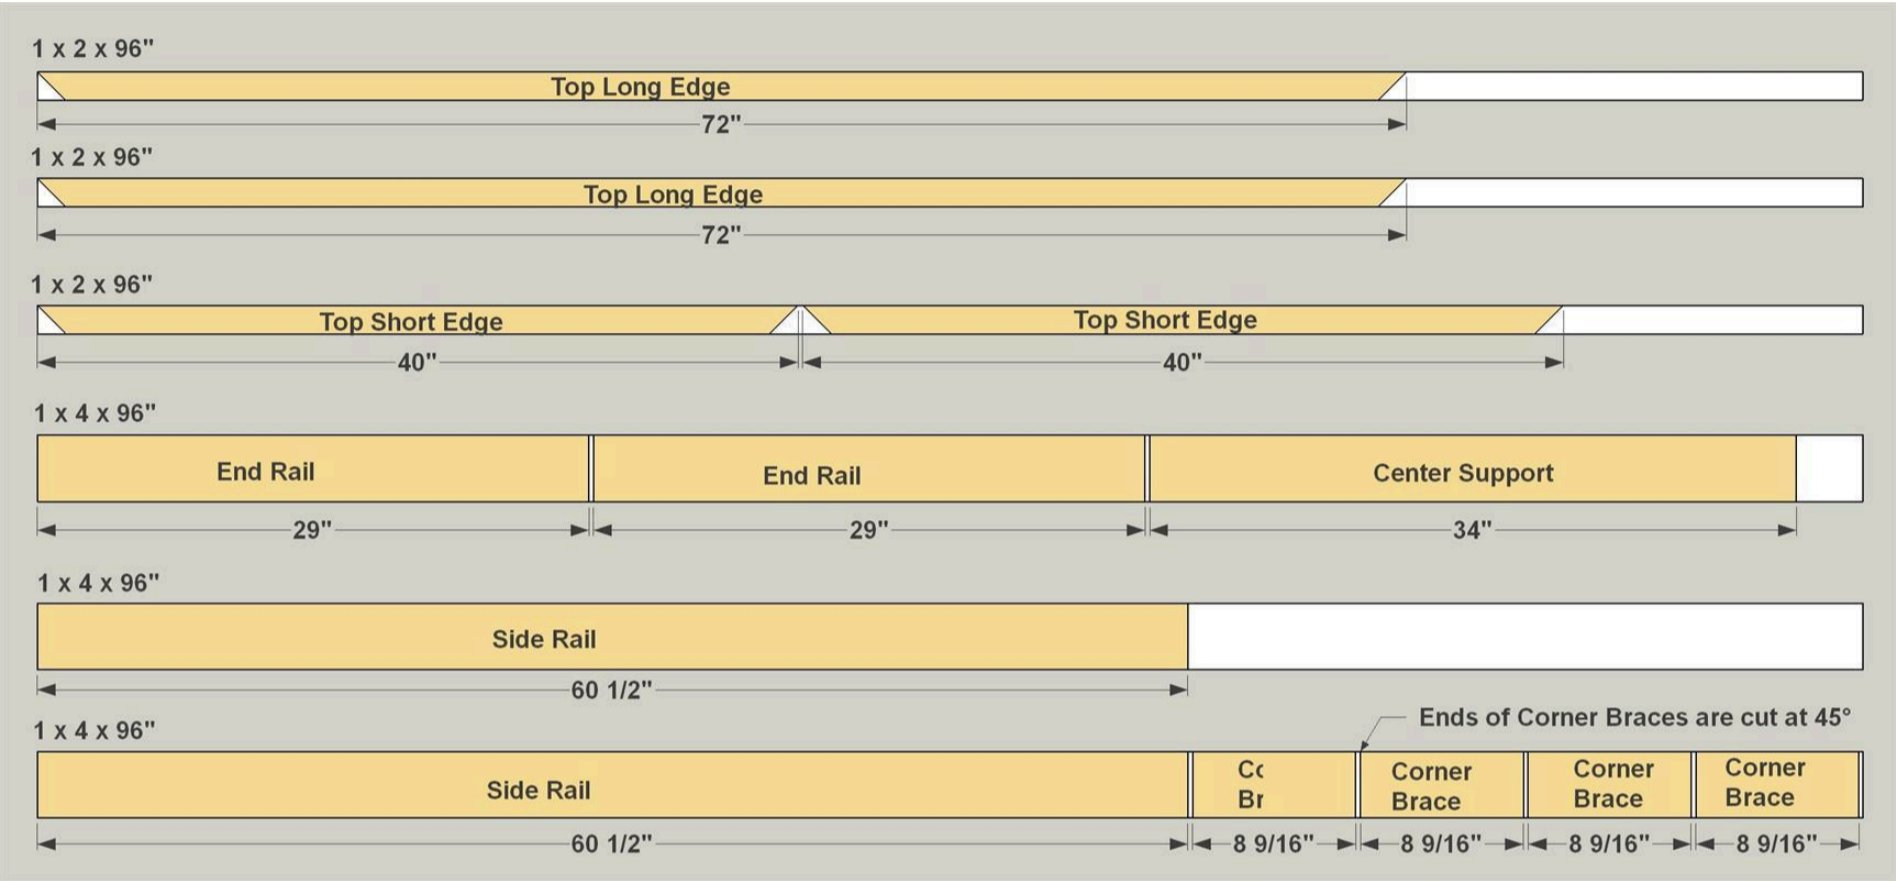 1 x 2 x 96"
Top Long Edge
72"
1 x 2 x 96"
Top Long Edge
72"
1 x 2 x 96"
Top Short Edge Top Short Edge
40" 40"
1 x 4 x 96"
End Rail End Rail Center Support
29" 29" 34"
1 x 4 x 96"
Side Rail
60 1/2"
Ends of Corner Braces are cut at 45°
1 x 4 x 96"
Side Rail
Corner
Brace
Corner
Brace
Corner
Brace
60 1/2" 8 9/16" 8 9/16" 8 9/16" 8 9/16"